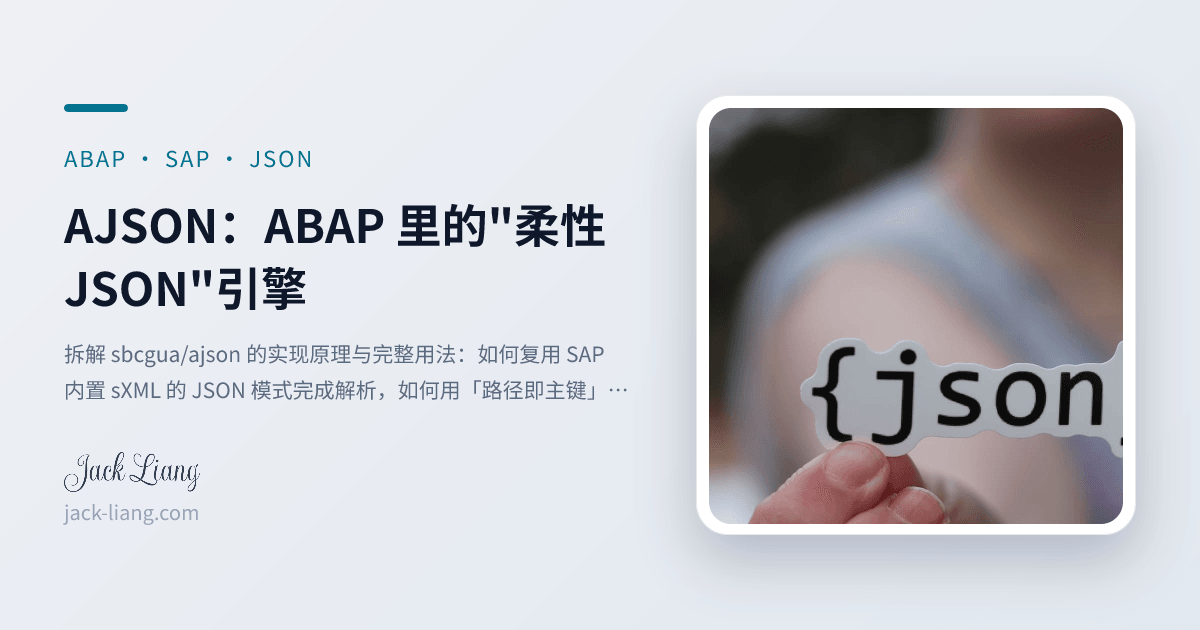 ABAP · SAP · JSON
AJSON：ABAP 里的"柔性
JSON"引擎
拆解 sbcgua/ajson 的实现原理与完整用法：如何复用 SAP
内置 sXML 的 JSON 模式完成解析，如何用「路径即主键」…
Jack Liang
jack-liang.com
{json